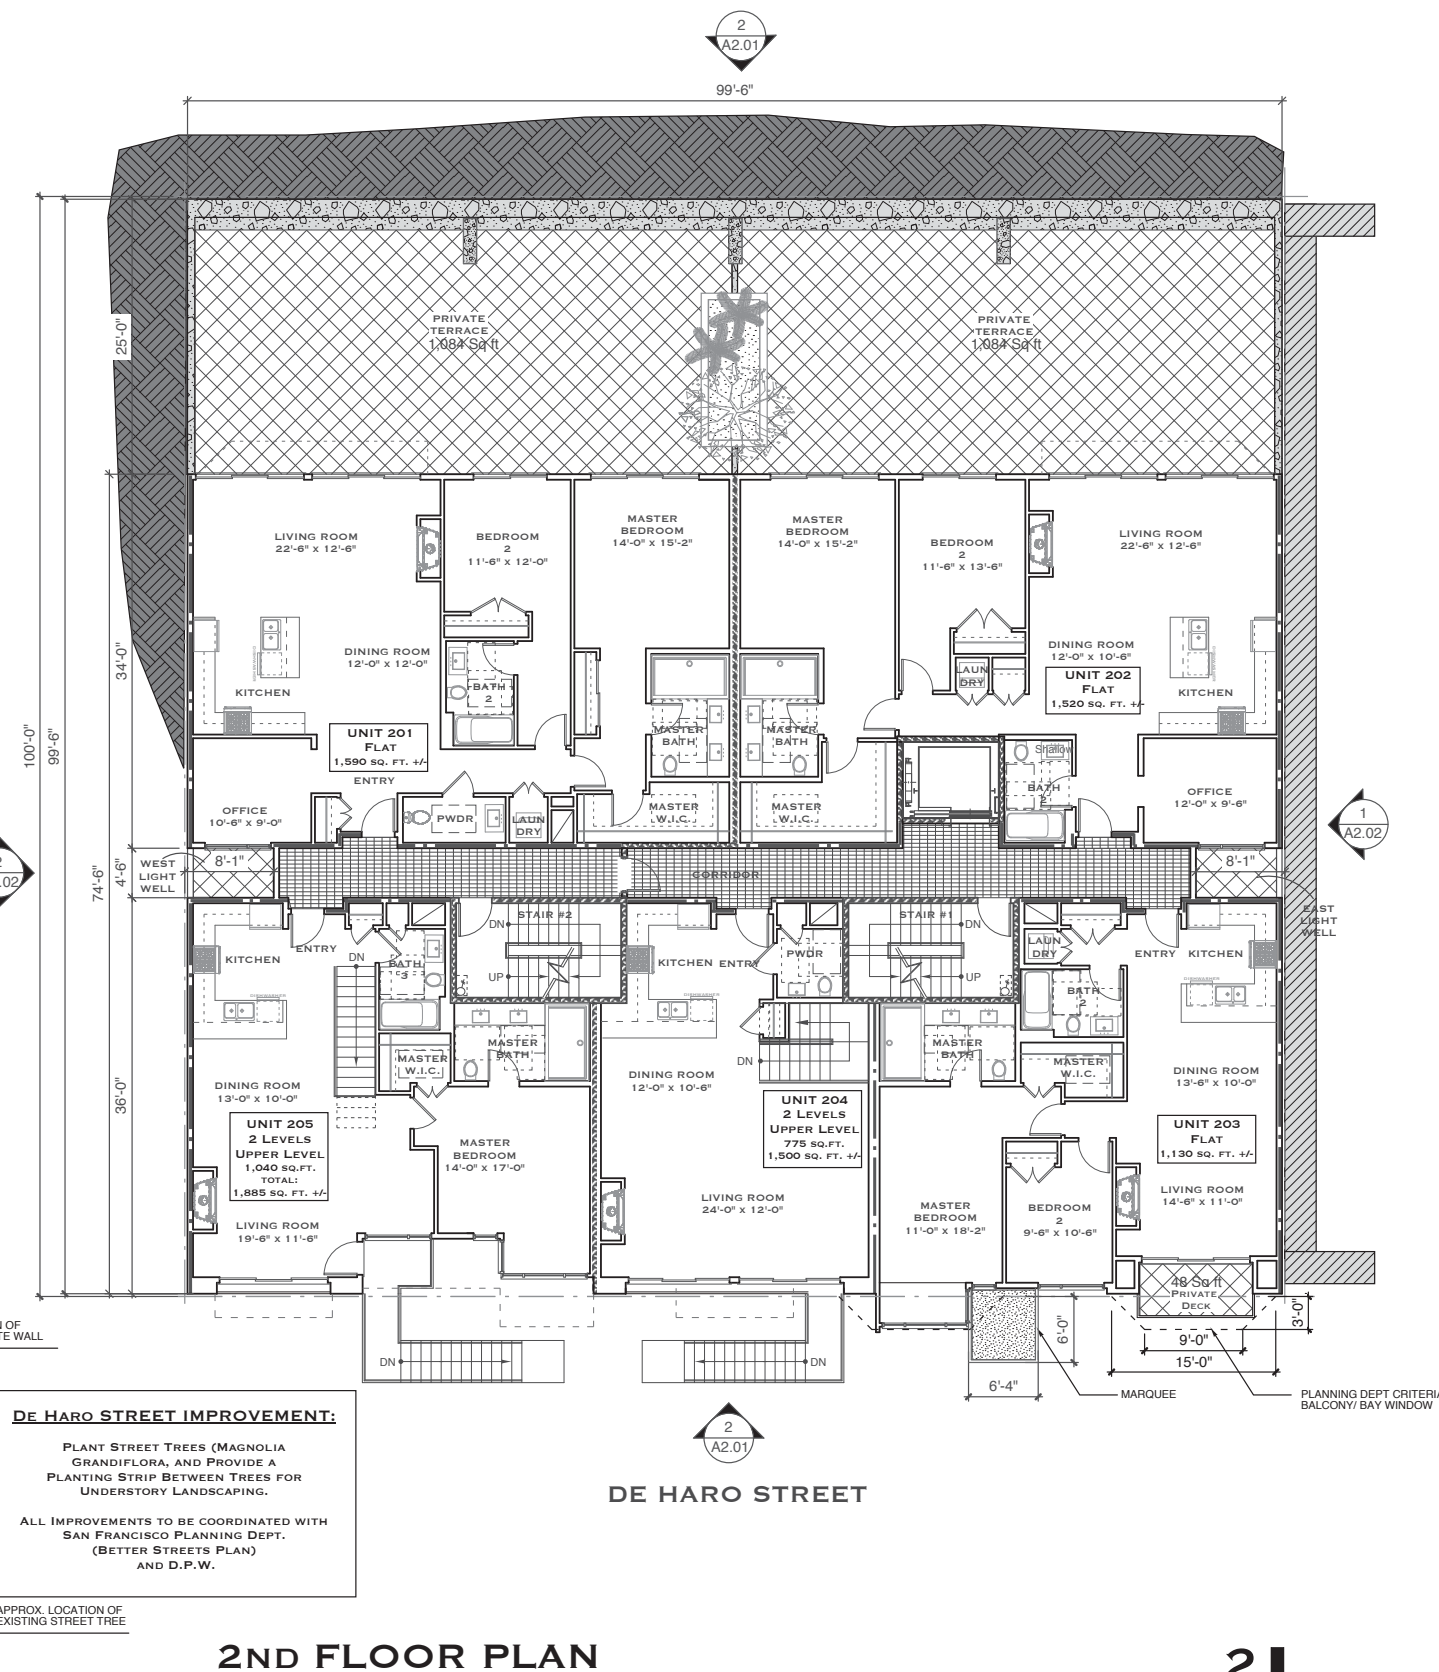 2
A2.01
99'-6"
25'-0"
PRIVATE
TERRACE
1,084 Sq ft
PRIVATE
TERRACE
1,084 Sq ft
100'-0"
99'-6"
74'-6"
34'-0"
4'-6"
36'-0"
LIVING ROOM
22'-6" x 12'-6"
BEDROOM
2
11'-6" x 12'-0"
MASTER
BEDROOM
14'-0" x 15'-2"
MASTER
BEDROOM
14'-0" x 15'-2"
BEDROOM
2
11'-6" x 13'-6"
LIVING ROOM
22'-6" x 12'-6"
DINING ROOM
12'-0" x 12'-0"
KITCHEN
BATH
2
UNIT 201
FLAT
1,590 SQ. FT. +/-
ENTRY
OFFICE
10'-6" x 9'-0"
PWDR
LAUN
DRY
MASTER
BATH
MASTER
W.I.C.
MASTER
BATH
MASTER
W.I.C.
LAUN
DRY
DINING ROOM
12'-0" x 10'-6"
UNIT 202
FLAT
1,520 SQ. FT. +/-
KITCHEN
Shallow
BATH
2
OFFICE
12'-0" x 9'-6"
1
A2.02
2
.02
WEST
LIGHT
WELL
8'-1"
CORRIDOR
8'-1"
EAST
LIGHT
WELL
KITCHEN
ENTRY
DN
BATH
3
STAIR #2
DN
UP
KITCHEN
ENTRY
PWDR
STAIR #1
DN
UP
LAUN
DRY
ENTRY
KITCHEN
BATH
2
DISHWASHER
DISHWASHER
DISHWASHER
MASTER
W.I.C.
MASTER
BATH
DN
MASTER
BATH
MASTER
W.I.C.
DINING ROOM
13'-0" x 10'-0"
DINING ROOM
12'-0" x 10'-6"
DINING ROOM
13'-6" x 10'-0"
UNIT 205
2 LEVELS
UPPER LEVEL
1,040 SQ.FT.
TOTAL:
1,885 SQ. FT. +/-
MASTER
BEDROOM
14'-0" x 17'-0"
UNIT 204
2 LEVELS
UPPER LEVEL
775 SQ.FT.
1,500 SQ. FT. +/-
UNIT 203
FLAT
1,130 SQ. FT. +/-
LIVING ROOM
19'-6" x 11'-6"
LIVING ROOM
24'-0" x 12'-0"
MASTER
BEDROOM
11'-0" x 18'-2"
BEDROOM
2
9'-6" x 10'-6"
LIVING ROOM
14'-6" x 11'-0"
48 Sq ft
PRIVATE
DECK
3'-0"
6'-0"
9'-0"
15'-0"
DN
DN
6'-4"
MARQUEE
PLANNING DEPT CRITERIA
BALCONY/ BAY WINDOW
N OF
TE WALL
2
A2.01
DE HARO STREET
DE HARO STREET IMPROVEMENT:
PLANT STREET TREES (MAGNOLIA
GRANDIFLORA, AND PROVIDE A
PLANTING STRIP BETWEEN TREES FOR
UNDERSTORY LANDSCAPING.
ALL IMPROVEMENTS TO BE COORDINATED WITH
SAN FRANCISCO PLANNING DEPT.
(BETTER STREETS PLAN)
AND D.P.W.
APPROX. LOCATION OF
EXISTING STREET TREE
2ND FLOOR PLAN
2